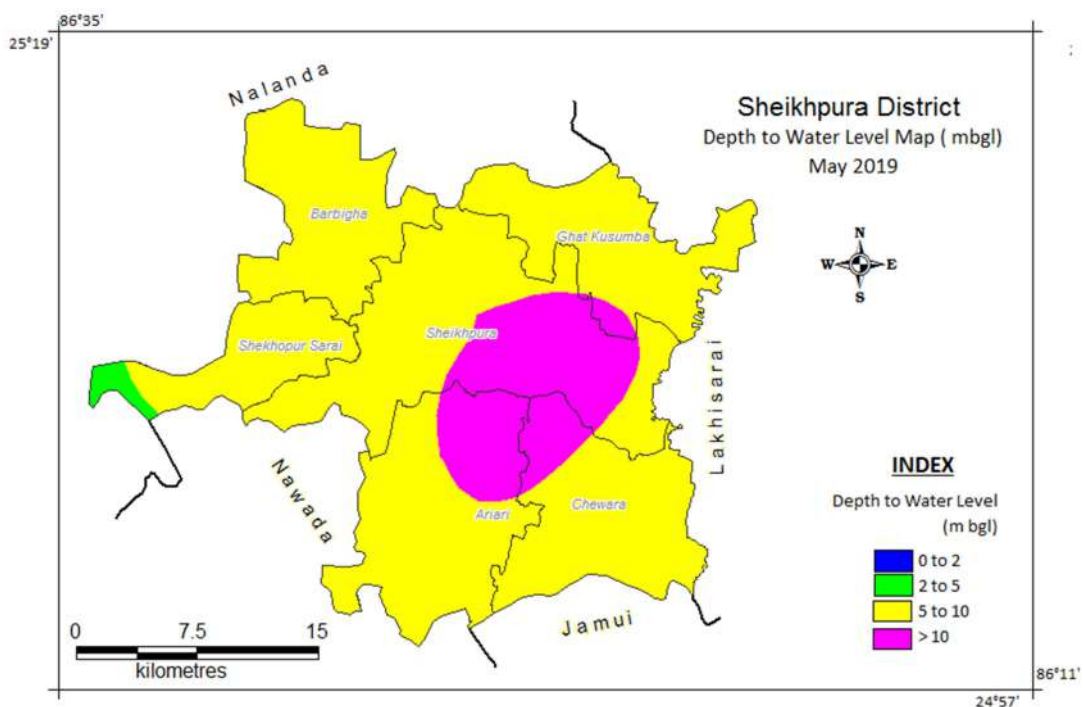 86°35'
25°19'
Nalanda
Sheikhpura District
Depth to Water Level Map ( mbgl)
May 2019
Barbigha
Ghat Kusumba
N
W E
S
Sheikhpura
Shekhopur Sarai
Lakhisarai
Nawada
Ariari
Chewara
Jamui
INDEX
Depth to Water Level
(m bgl)
0 to 2
2 to 5
5 to 10
> 10
0 7.5 15
kilometres
86°11'
24°57'